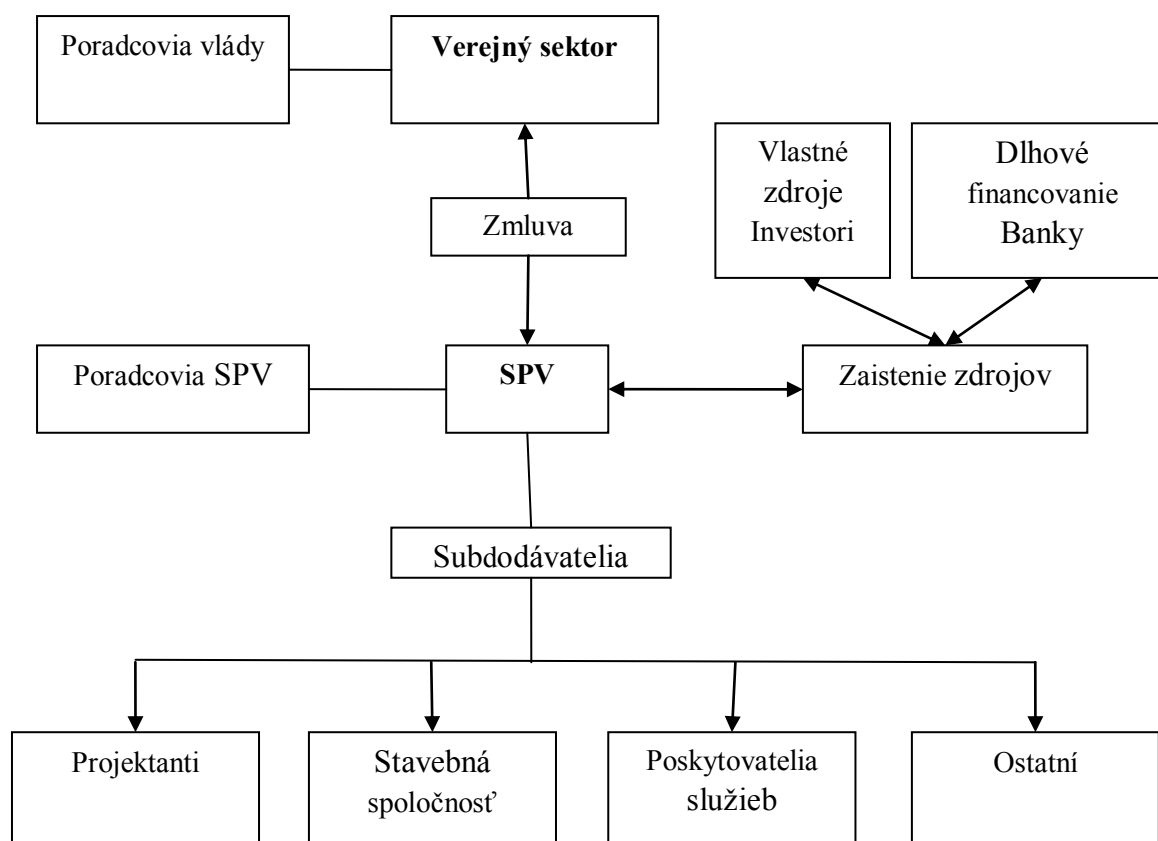 Poradcovia vlády
Verejný sektor
Vlastné
zdroje
Investori
Dlhové
financovanie
Banky
Zmluva
Poradcovia SPV
SPV
Zaistenie zdrojov
Subdodávatelia
Projektanti
Stavebná
spoločnosť
Poskytovatelia
služieb
Ostatní